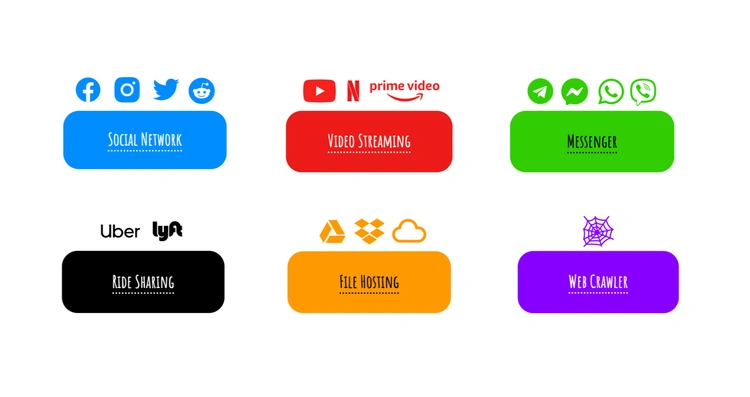 prime video
Social Network
Video Streaming
Messenger
Uber
lyft
Ride Sharing
File Hosting
Web Crawler